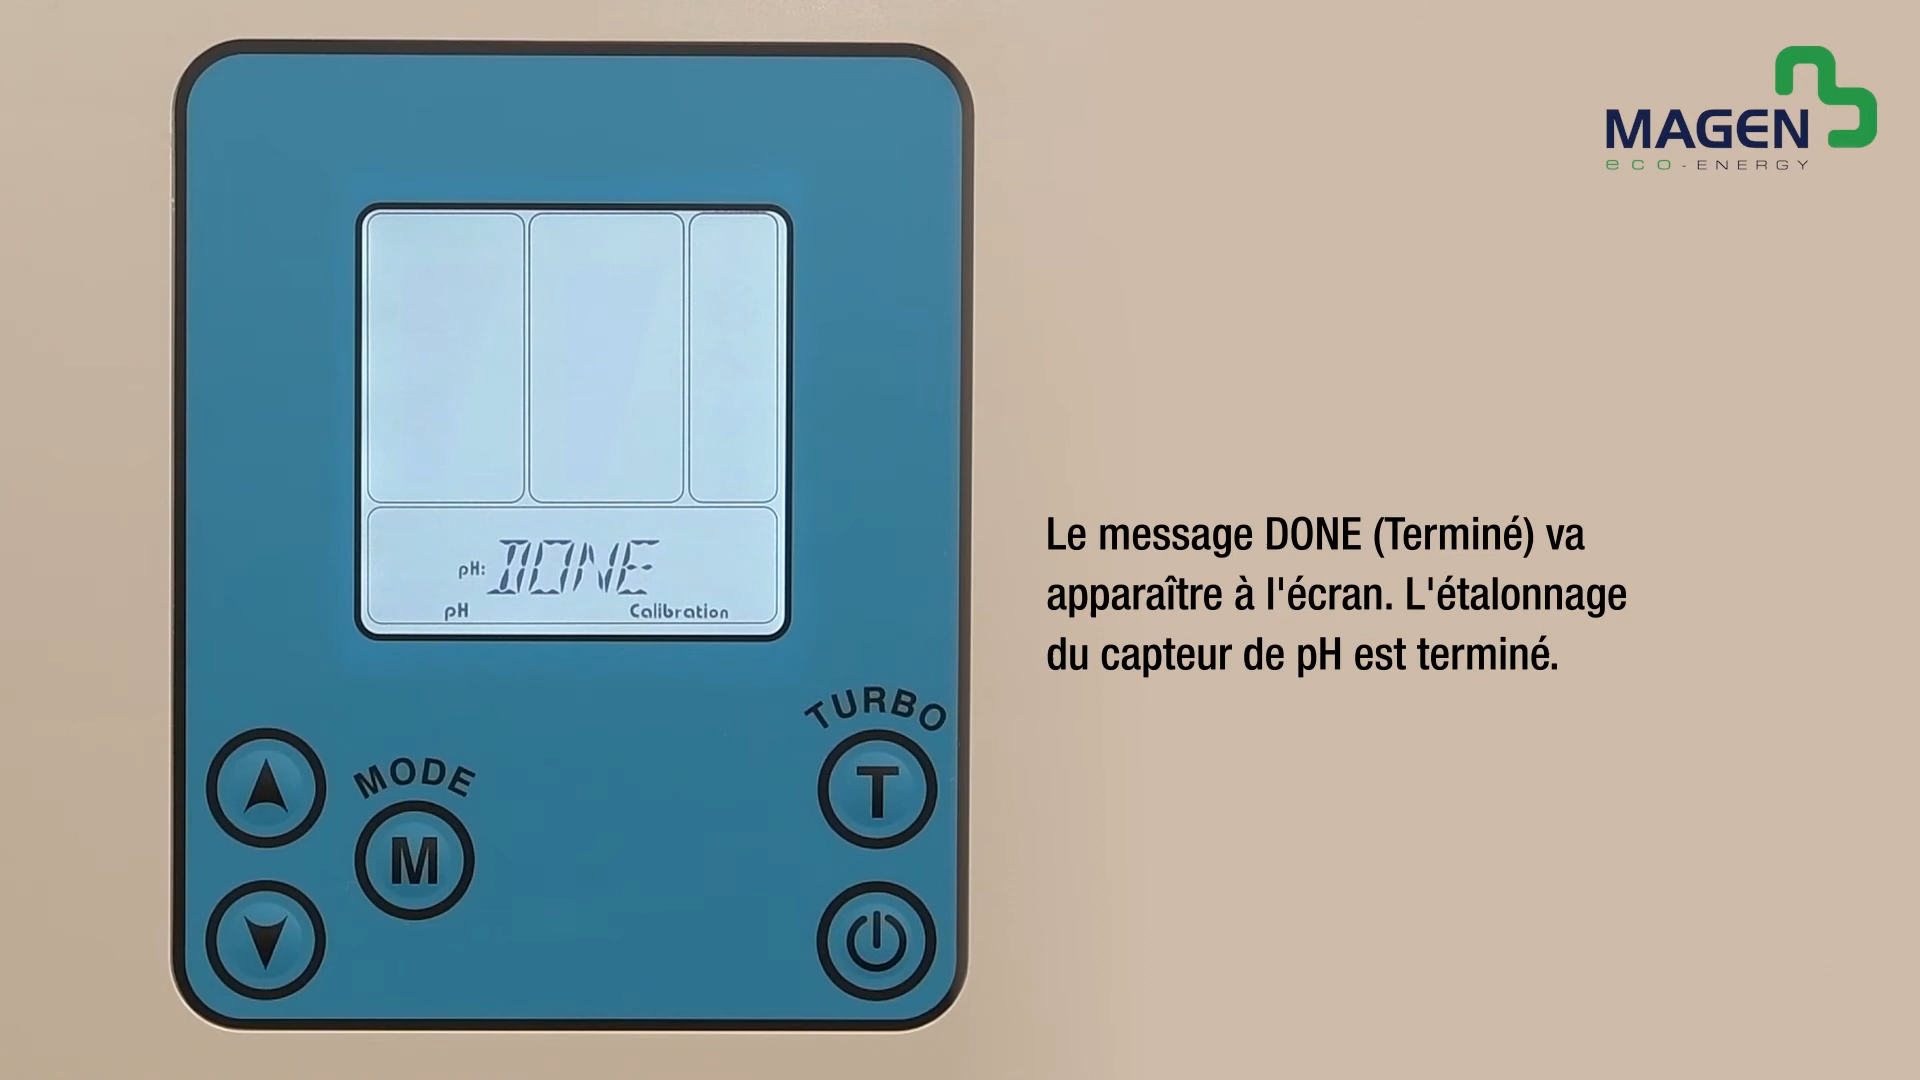 MAGEN
eco-ENERGY
pH: DONE
pH Calibration
Le message DONE (Terminé) va
apparaître à l'écran. L'étalonnage
du capteur de pH est terminé.
TURBO
T
MODE
M